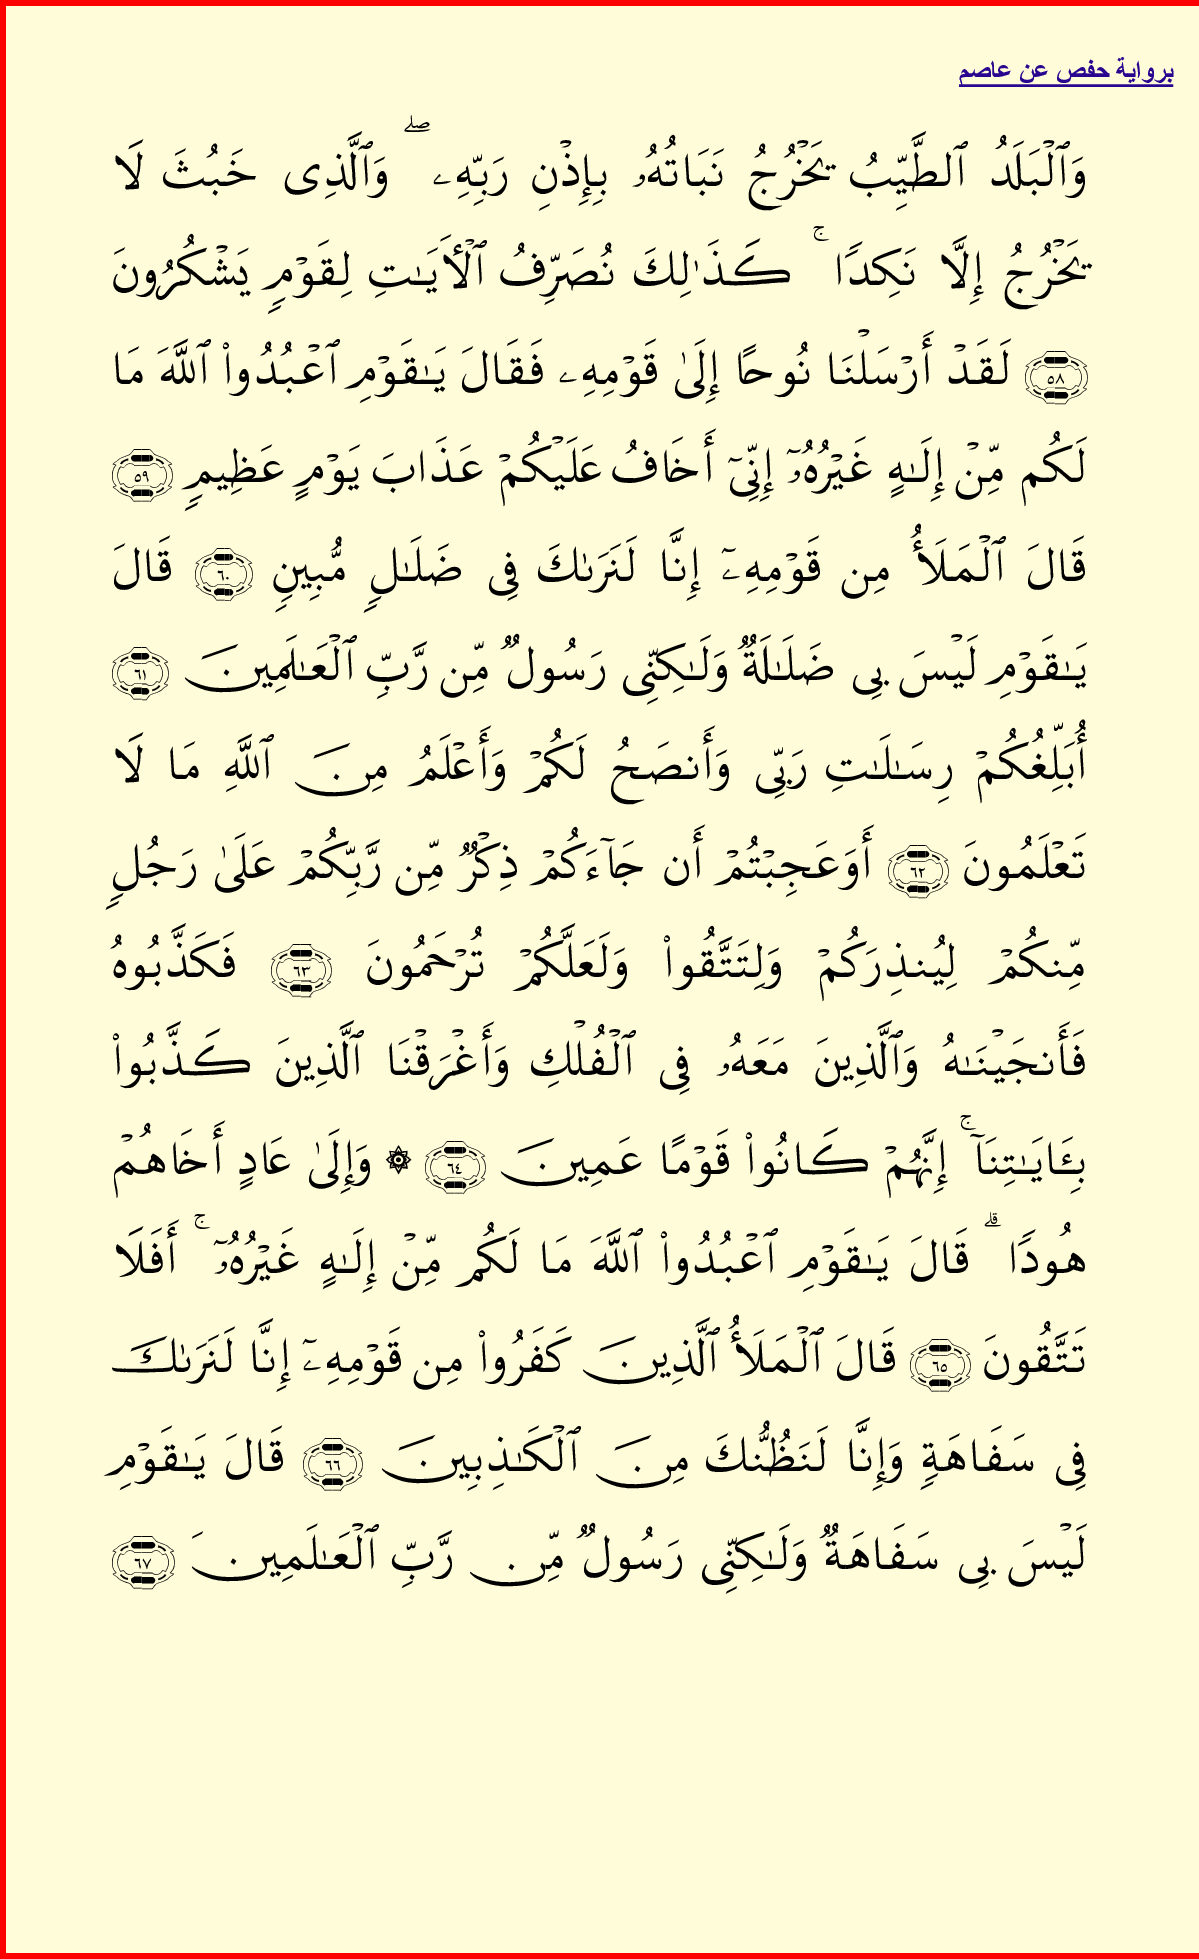 برواية حفص عن عاصم
وَٱلْبَلَدُ ٱلطَّيِّبُ يَخْرُجُ نَبَاتُهُۥ بِإِذْنِ رَبِّهِۦ ۖ وَٱلَّذِى خَبُثَ لَا
يَخْرُجُ إِلَّا نَكِدًا ۚ كَذَٰلِكَ نُصَرِّفُ ٱلْأَيَـٰتِ لِقَوْمٍ يَشْكُرُونَ
٥٨ لَقَدْ أَرْسَلْنَا نُوحًا إِلَىٰ قَوْمِهِۦ فَقَالَ يَـٰقَوْمِ ٱعْبُدُوا۟ ٱللَّهَ مَا
لَكُم مِّنْ إِلَـٰهٍ غَيْرُهُۥٓ إِنِّىٓ أَخَافُ عَلَيْكُمْ عَذَابَ يَوْمٍ عَظِيمٍ ٥٩
قَالَ ٱلْمَلَأُ مِن قَوْمِهِۦٓ إِنَّا لَنَرَىٰكَ فِى ضَلَـٰلٍ مُّبِينٍ ٦٠ قَالَ
يَـٰقَوْمِ لَيْسَ بِى ضَلَـٰلَةٌ وَلَـٰكِنِّى رَسُولٌ مِّن رَّبِّ ٱلْعَـٰلَمِينَ ٦١
أُبَلِّغُكُمْ رِسَـٰلَـٰتِ رَبِّى وَأَنصَحُ لَكُمْ وَأَعْلَمُ مِنَ ٱللَّهِ مَا لَا
تَعْلَمُونَ ٦٢ أَوَعَجِبْتُمْ أَن جَآءَكُمْ ذِكْرٌ مِّن رَّبِّكُمْ عَلَىٰ رَجُلٍ
مِّنكُمْ لِيُنذِرَكُمْ وَلِتَتَّقُوا۟ وَلَعَلَّكُمْ تُرْحَمُونَ ٦٣ فَكَذَّبُوهُ
فَأَنجَيْنَـٰهُ وَٱلَّذِينَ مَعَهُۥ فِى ٱلْفُلْكِ وَأَغْرَقْنَا ٱلَّذِينَ كَذَّبُوا۟
بِـَٔايَـٰتِنَآ ۚ إِنَّهُمْ كَانُوا۟ قَوْمًا عَمِينَ ٦٤ ۞ وَإِلَىٰ عَادٍ أَخَاهُمْ
هُودًا ۗ قَالَ يَـٰقَوْمِ ٱعْبُدُوا۟ ٱللَّهَ مَا لَكُم مِّنْ إِلَـٰهٍ غَيْرُهُۥٓ ۚ أَفَلَا
تَتَّقُونَ ٦٥ قَالَ ٱلْمَلَأُ ٱلَّذِينَ كَفَرُوا۟ مِن قَوْمِهِۦٓ إِنَّا لَنَرَىٰكَ
فِى سَفَاهَةٍ وَإِنَّا لَنَظُنُّكَ مِنَ ٱلْكَـٰذِبِينَ ٦٦ قَالَ يَـٰقَوْمِ
لَيْسَ بِى سَفَاهَةٌ وَلَـٰكِنِّى رَسُولٌ مِّن رَّبِّ ٱلْعَـٰلَمِينَ ٦٧